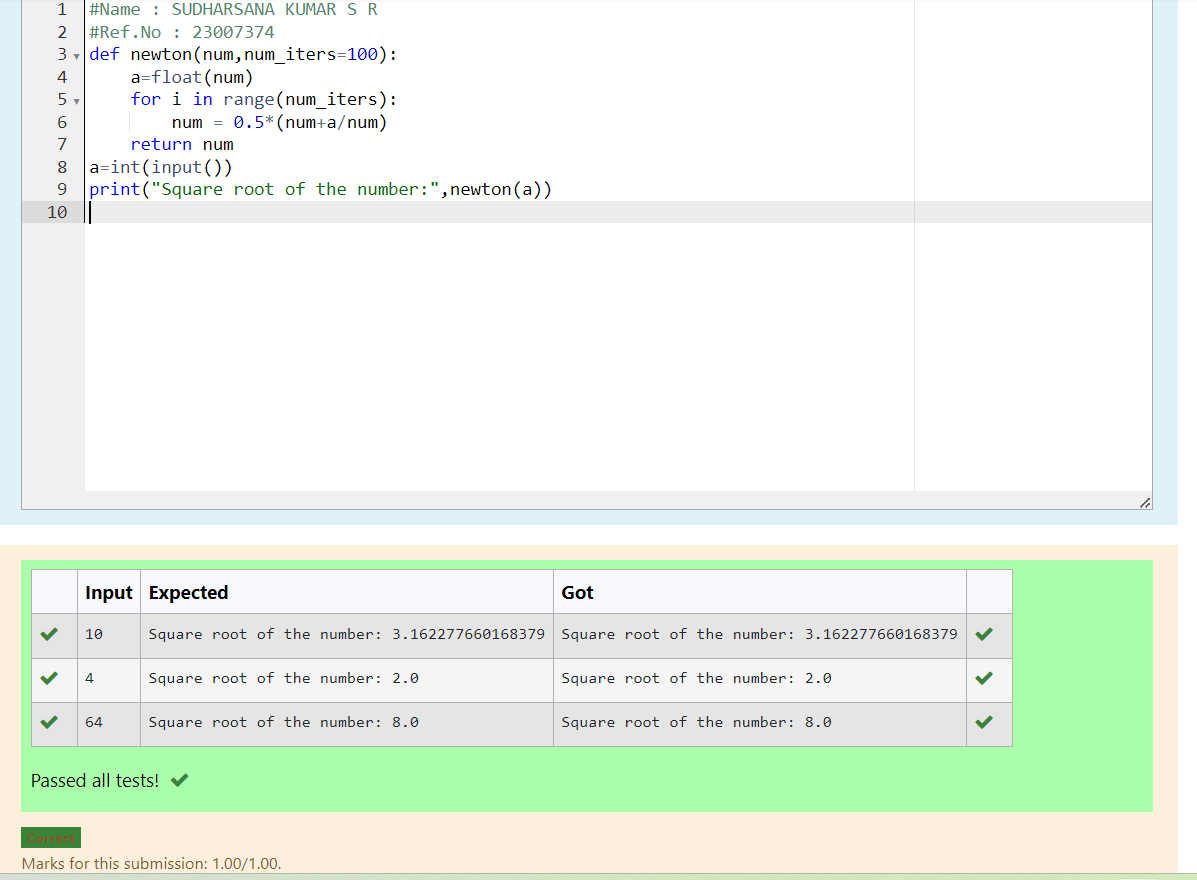 1 #Name : SUDHARSANA KUMAR S R
2 #Ref.No : 23007374
3 def newton(num,num_iters=100):
4     a=float(num)
5     for i in range(num_iters):
6         num = 0.5*(num+a/num)
7     return num
8 a=int(input())
9 print("Square root of the number:",newton(a))
10
Input Expected Got
10 Square root of the number: 3.162277660168379 Square root of the number: 3.162277660168379
4 Square root of the number: 2.0 Square root of the number: 2.0
64 Square root of the number: 8.0 Square root of the number: 8.0
Passed all tests!
Correct
Marks for this submission: 1.00/1.00.